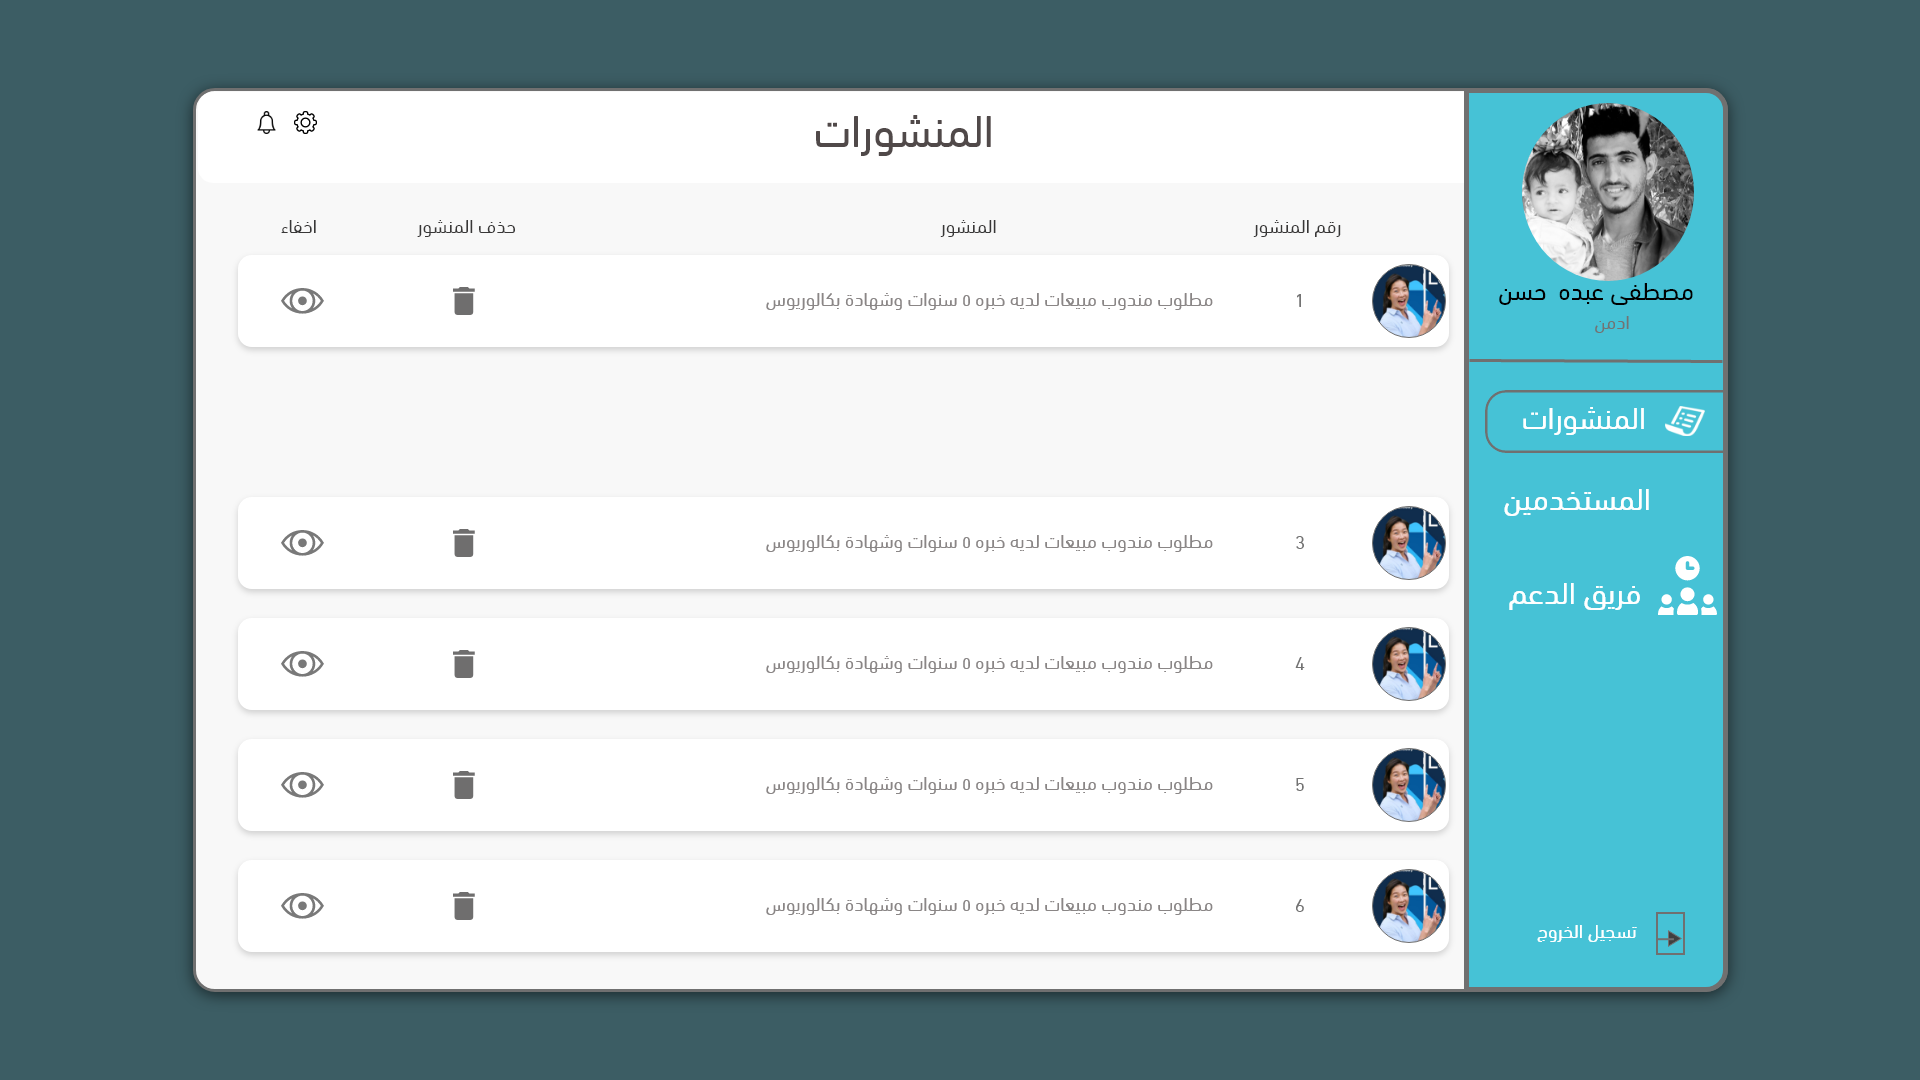 المنشورات
رقم المنشور
المنشور
حذف المنشور
اخفاء
1
مطلوب مندوب مبيعات لديه خبره ٥ سنوات وشهادة بكالوريوس
3
مطلوب مندوب مبيعات لديه خبره ٥ سنوات وشهادة بكالوريوس
4
مطلوب مندوب مبيعات لديه خبره ٥ سنوات وشهادة بكالوريوس
5
مطلوب مندوب مبيعات لديه خبره ٥ سنوات وشهادة بكالوريوس
6
مطلوب مندوب مبيعات لديه خبره ٥ سنوات وشهادة بكالوريوس
مصطفى عبده حسن
ادمن
المنشورات
المستخدمين
فريق الدعم
تسجيل الخروج